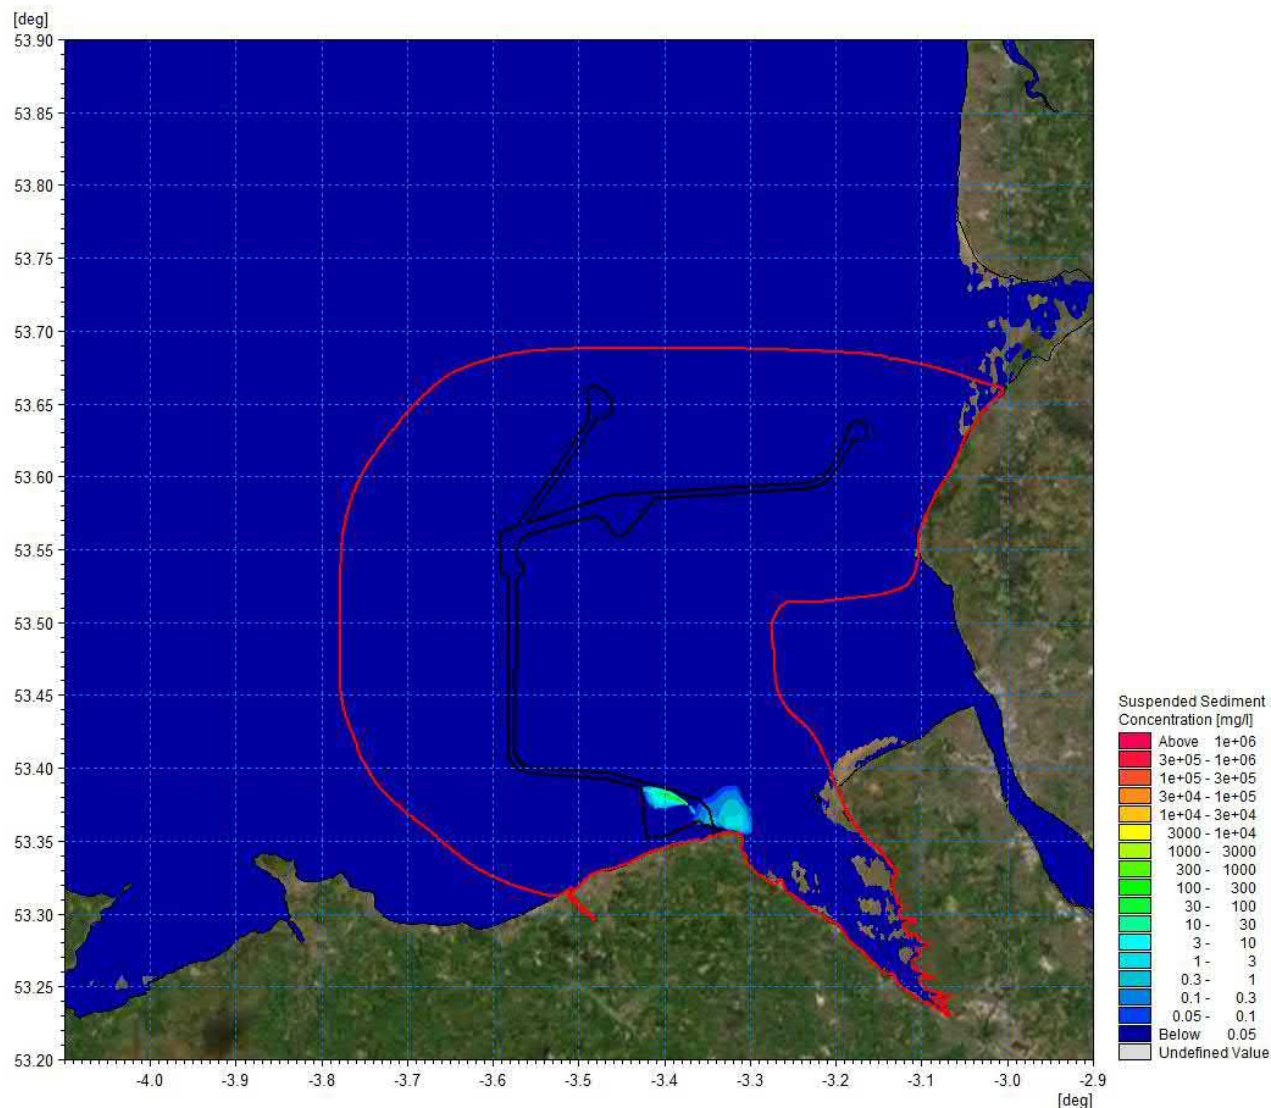 [deg]
53.90
53.85
53.80
53.75
53.70
53.65
53.60
53.55
53.50
53.45
53.40
53.35
53.30
53.25
53.20
-4.0 -3.9 -3.8 -3.7 -3.6 -3.5 -3.4 -3.3 -3.2 -3.1 -3.0 -2.9
[deg]
Suspended Sediment
Concentration [mg/l]
Above 1e+06
3e+05 - 1e+06
1e+05 - 3e+05
3e+04 - 1e+05
1e+04 - 3e+04
3000 - 1e+04
1000 - 3000
300 - 1000
100 - 300
30 - 100
10 - 30
3 - 10
1 - 3
0.3 - 1
0.1 - 0.3
0.05 - 0.1
Below 0.05
Undefined Value